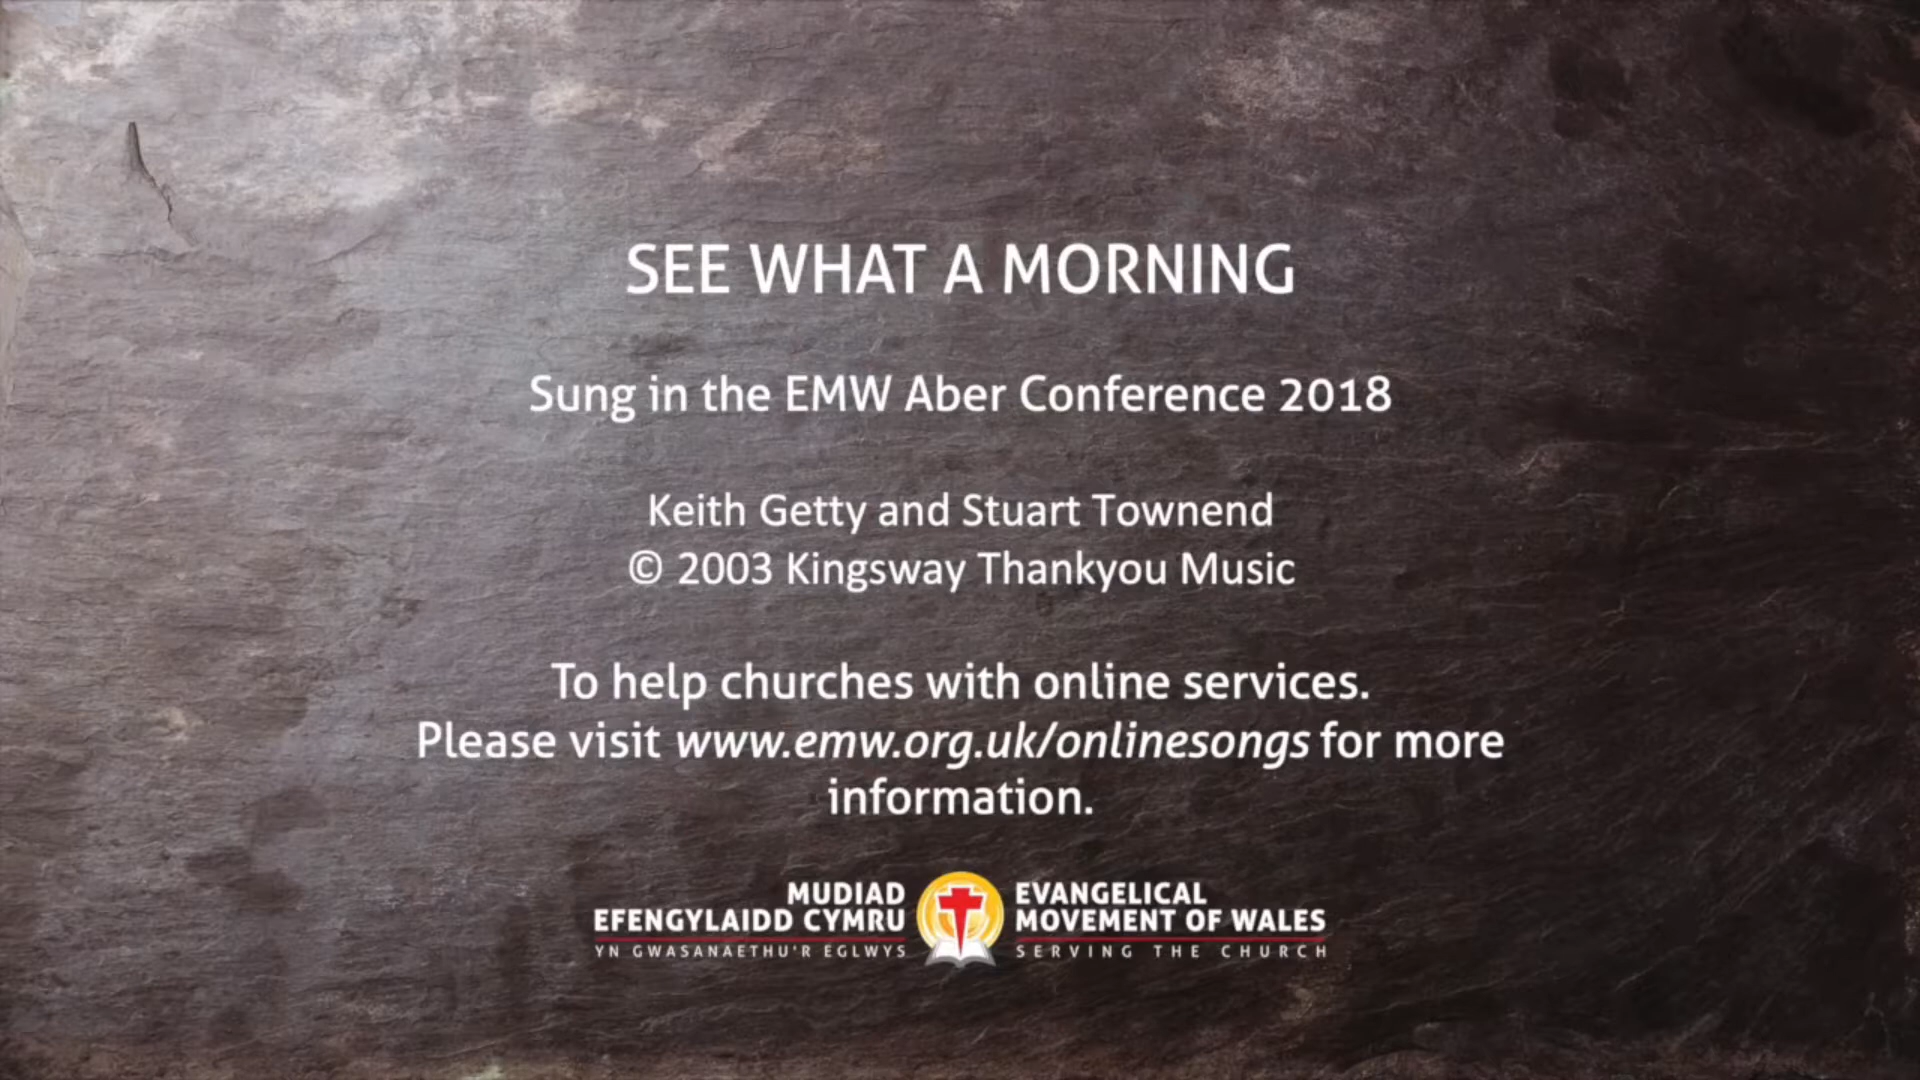 SEE WHAT A MORNING
Sung in the EMW Aber Conference 2018
Keith Getty and Stuart Townend
© 2003 Kingsway Thankyou Music
To help churches with online services.
Please visit www.emw.org.uk/onlinesongs for more
information.
MUDIAD
EFENGYLAIDD CYMRU
YN GWASANAETHU'R EGLWYS
EVANGELICAL
MOVEMENT OF WALES
SERVING THE CHURCH